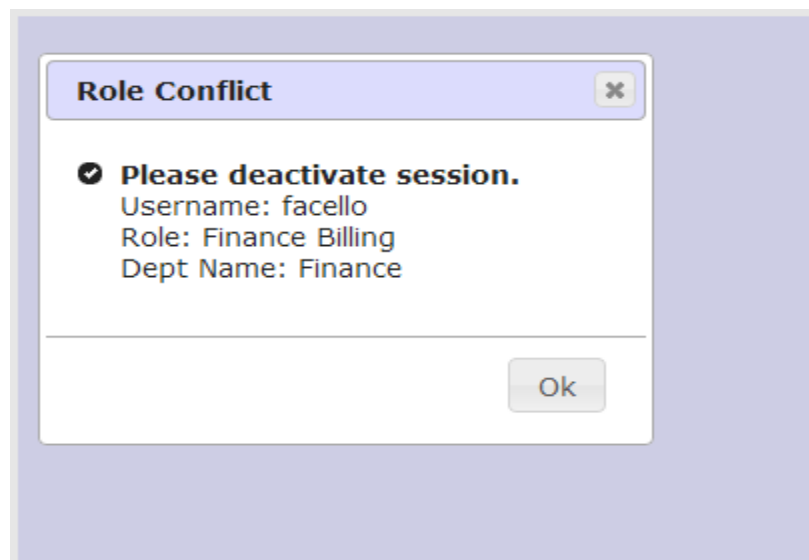 Role Conflict
Please deactivate session.
Username: facello
Role: Finance Billing
Dept Name: Finance
Ok